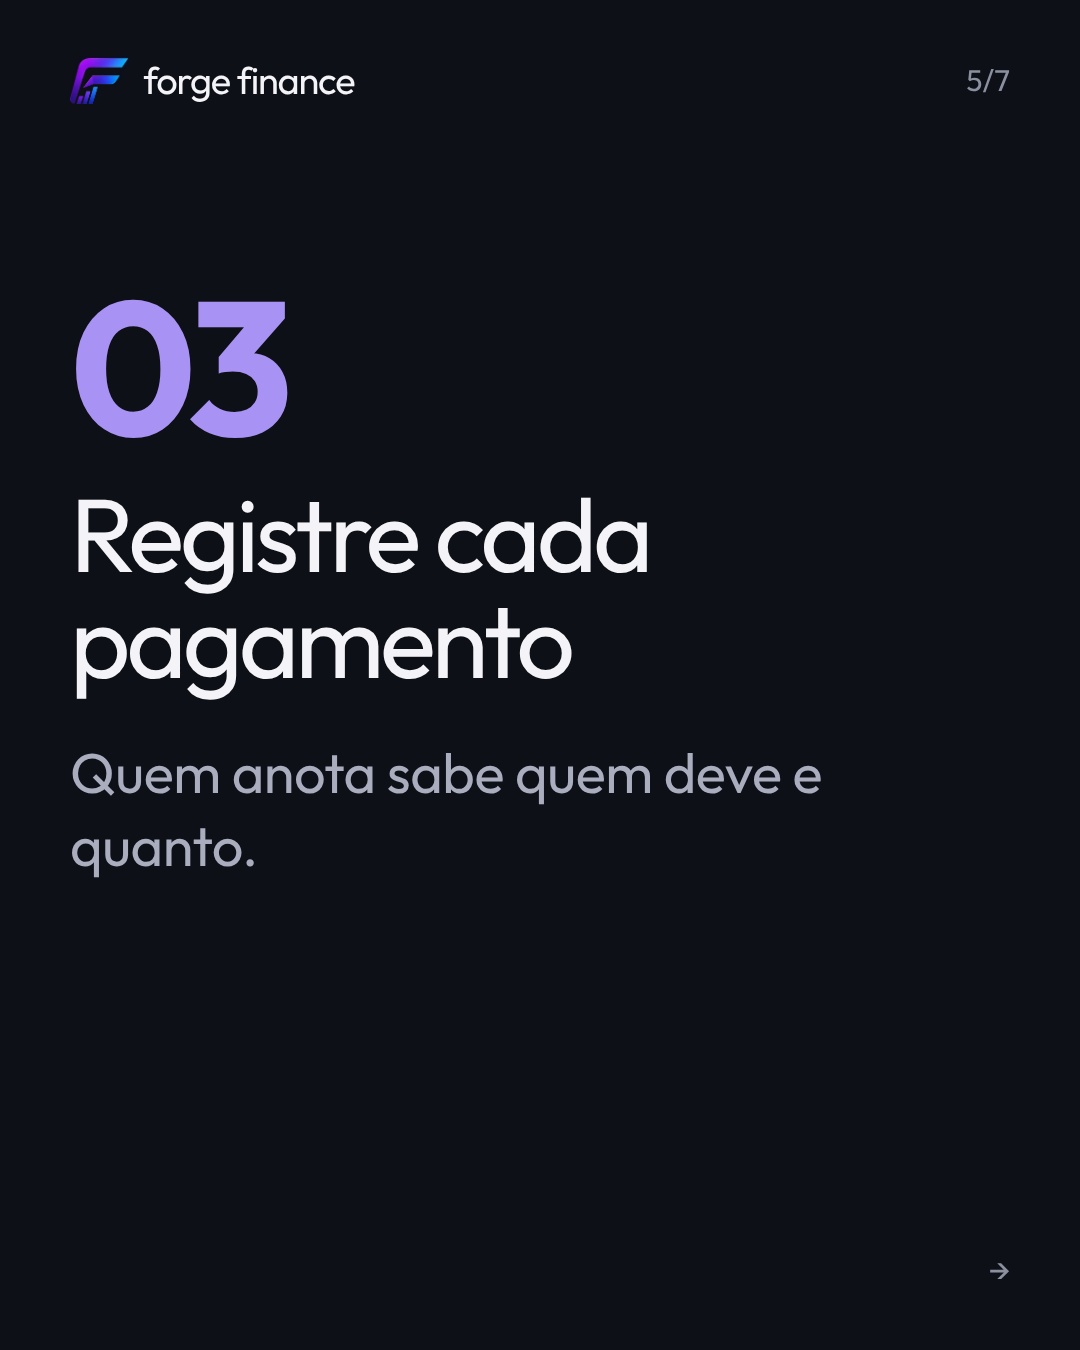 forge finance
5/7
03
Registre cada
pagamento
Quem anota sabe quem deve e
quanto.
→